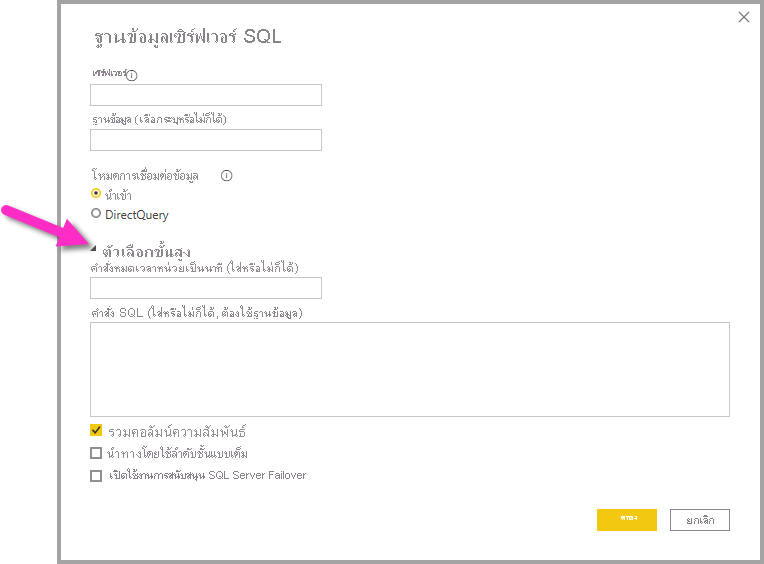 ฐานข้อมูลเซิร์ฟเวอร์ SQL
เซิร์ฟเวอร์
ฐานข้อมูล (เลือกระบุหรือไม่ก็ได้)
โหมดการเชื่อมต่อข้อมูล
นำเข้า
DirectQuery
ตัวเลือกขั้นสูง
คำสั่งหมดเวลาหน่วยเป็นนาที (ใส่หรือไม่ก็ได้)
คำสั่ง SQL (ใส่หรือไม่ก็ได้, ต้องใช้ฐานข้อมูล)
รวมคอลัมน์ความสัมพันธ์
นำทางโดยใช้ลำดับชั้นแบบเต็ม
เปิดใช้งานการสนับสนุน SQL Server Failover
ตกลง ยกเลิก